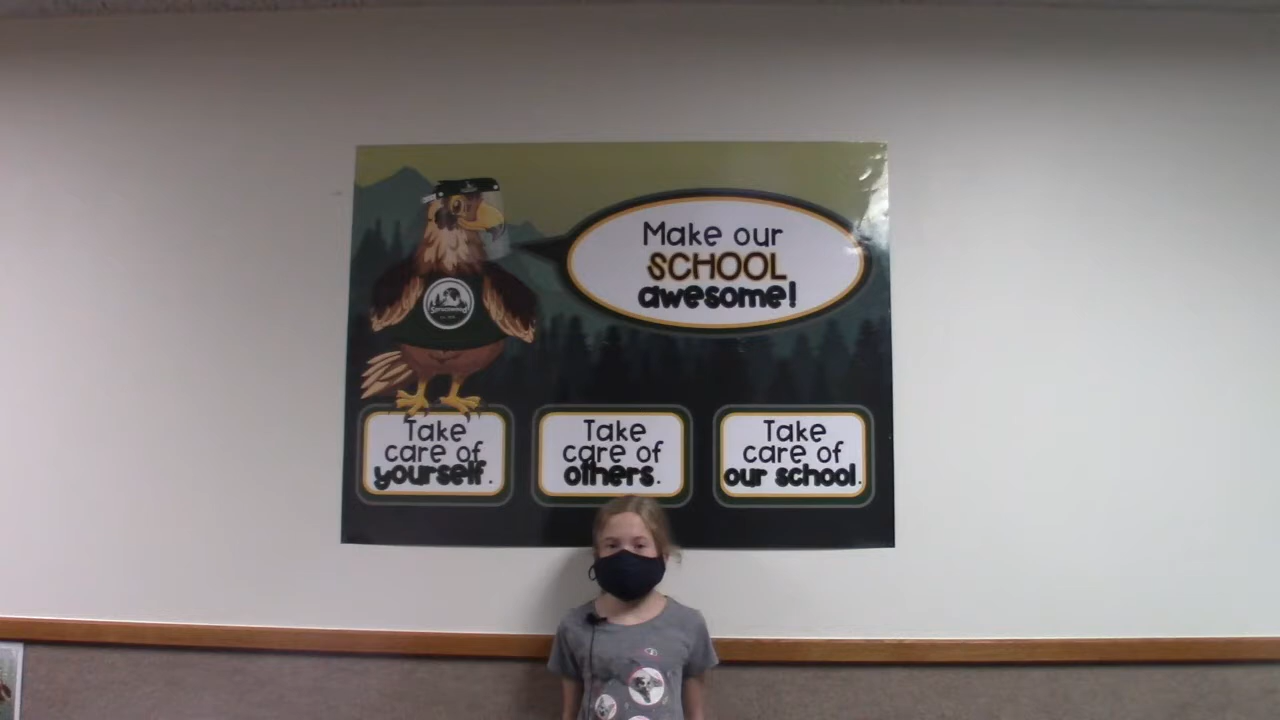 Make our
SCHOOL
awesome!
Take
care of
yourself.
Take
care of
others.
Take
care of
our school.